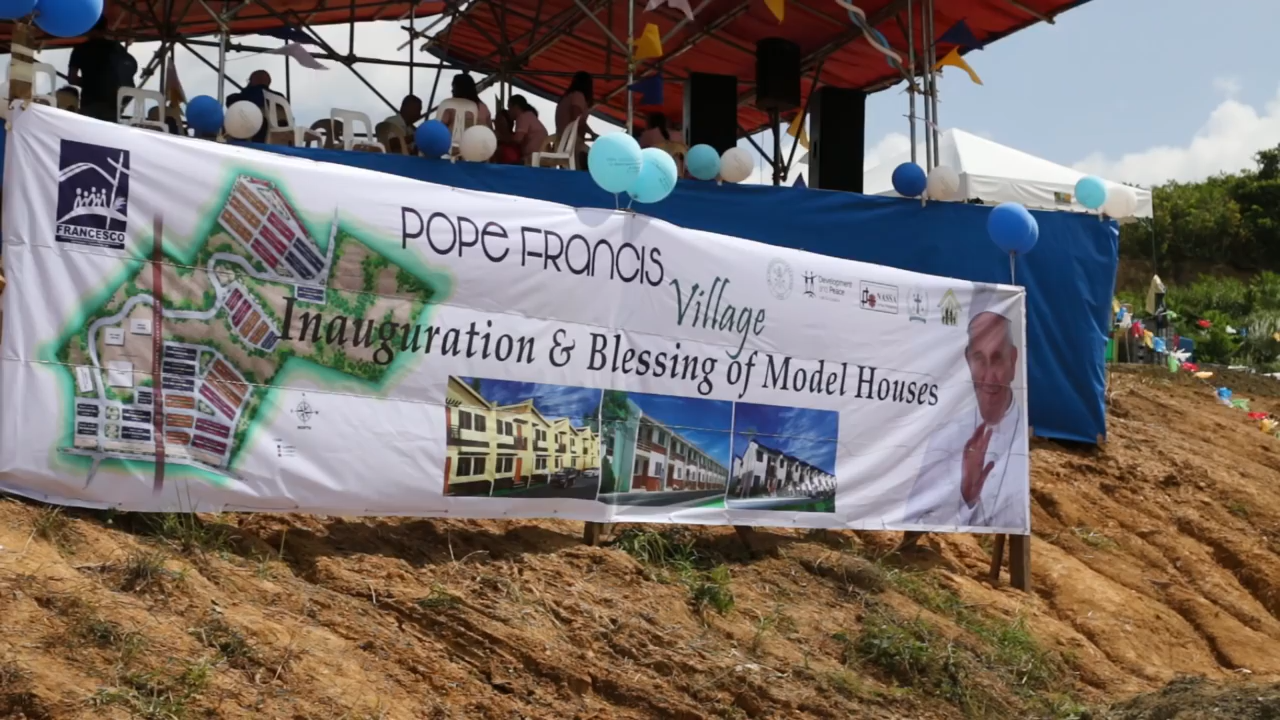 FRANCESCO
POPE FRANCIS
Village
Development
and Peace
NASSA
Inauguration & Blessing of Model Houses